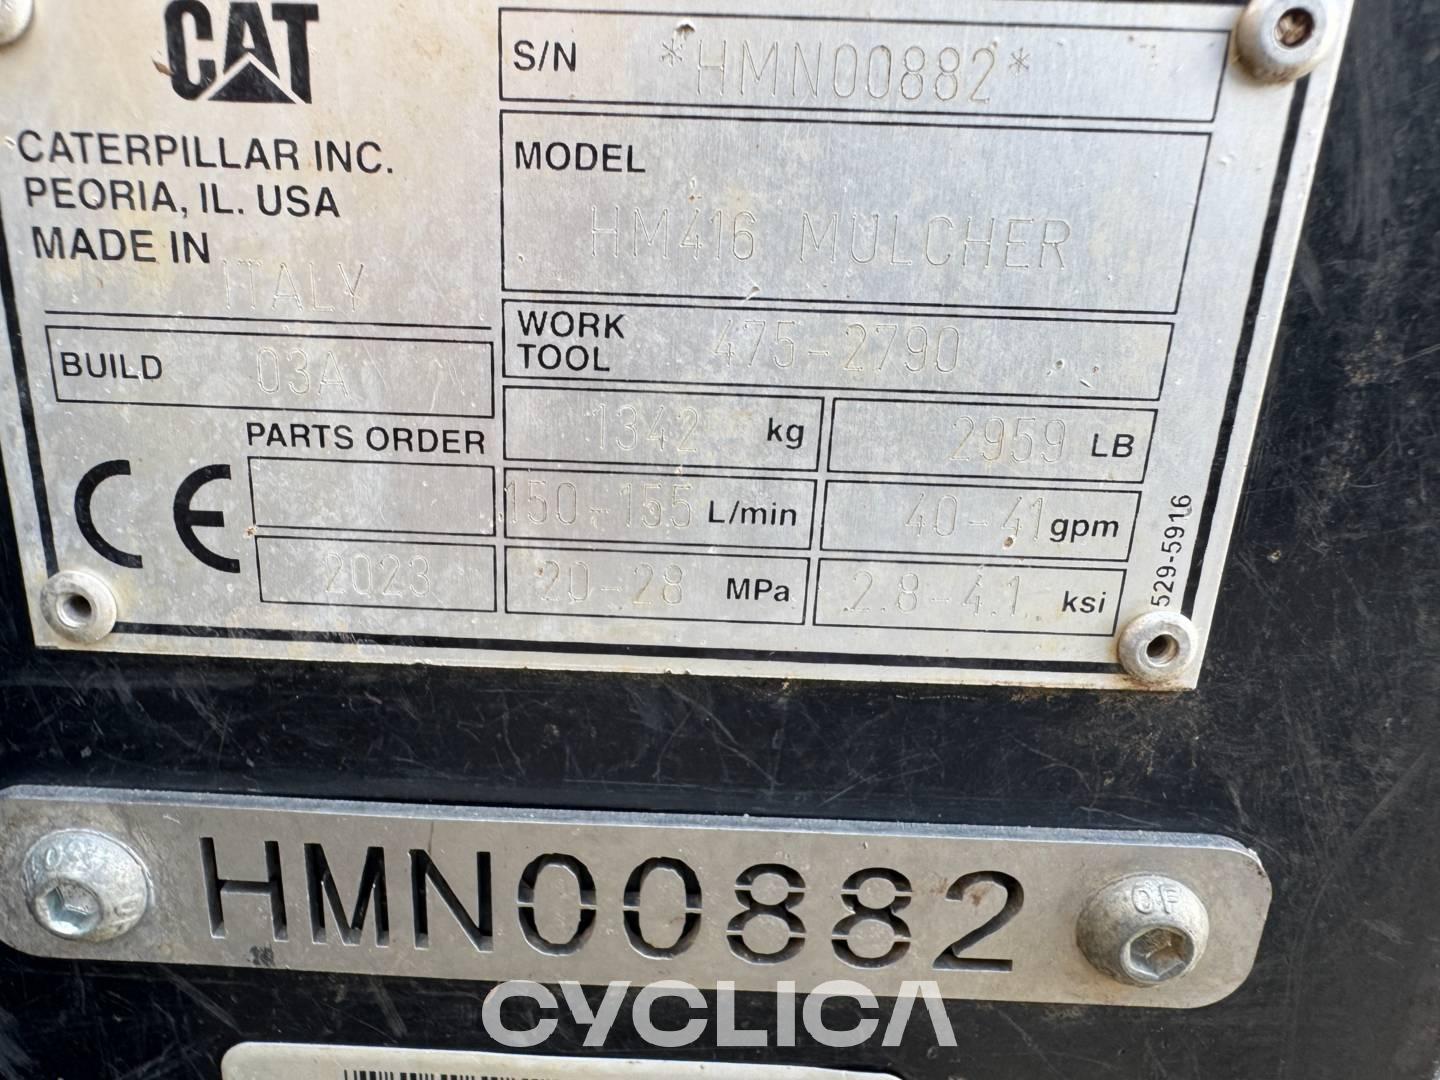 CAT
CATERPILLAR INC.
PEORIA, IL. USA
MADE IN
ITALY
BUILD 03A
PARTS ORDER
2023
CE
S/N *HMN00882*
MODEL
HM416 MULCHER
WORK TOOL 475-2790
1342 kg 2959 LB
150-155 L/min 40-41 gpm
20-28 MPa 2.8-4.1 ksi
529-5916
HMN00882
CYCLICA